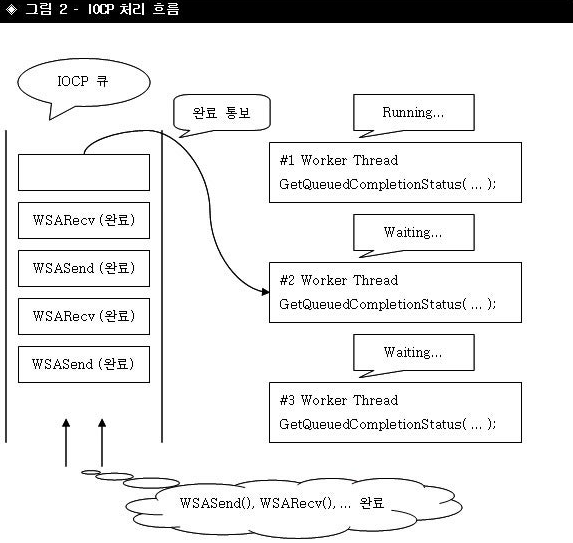 ◈ 그림 2 - IOCP 처리 흐름
IOCP 큐
완료 통보
Running...
#1 Worker Thread
GetQueuedCompletionStatus( ... );
WSARecv (완료)
Waiting...
WSASend (완료)
#2 Worker Thread
GetQueuedCompletionStatus( ... );
WSARecv (완료)
Waiting...
WSASend (완료)
#3 Worker Thread
GetQueuedCompletionStatus( ... );
WSASend(), WSARecv(), ... 완료